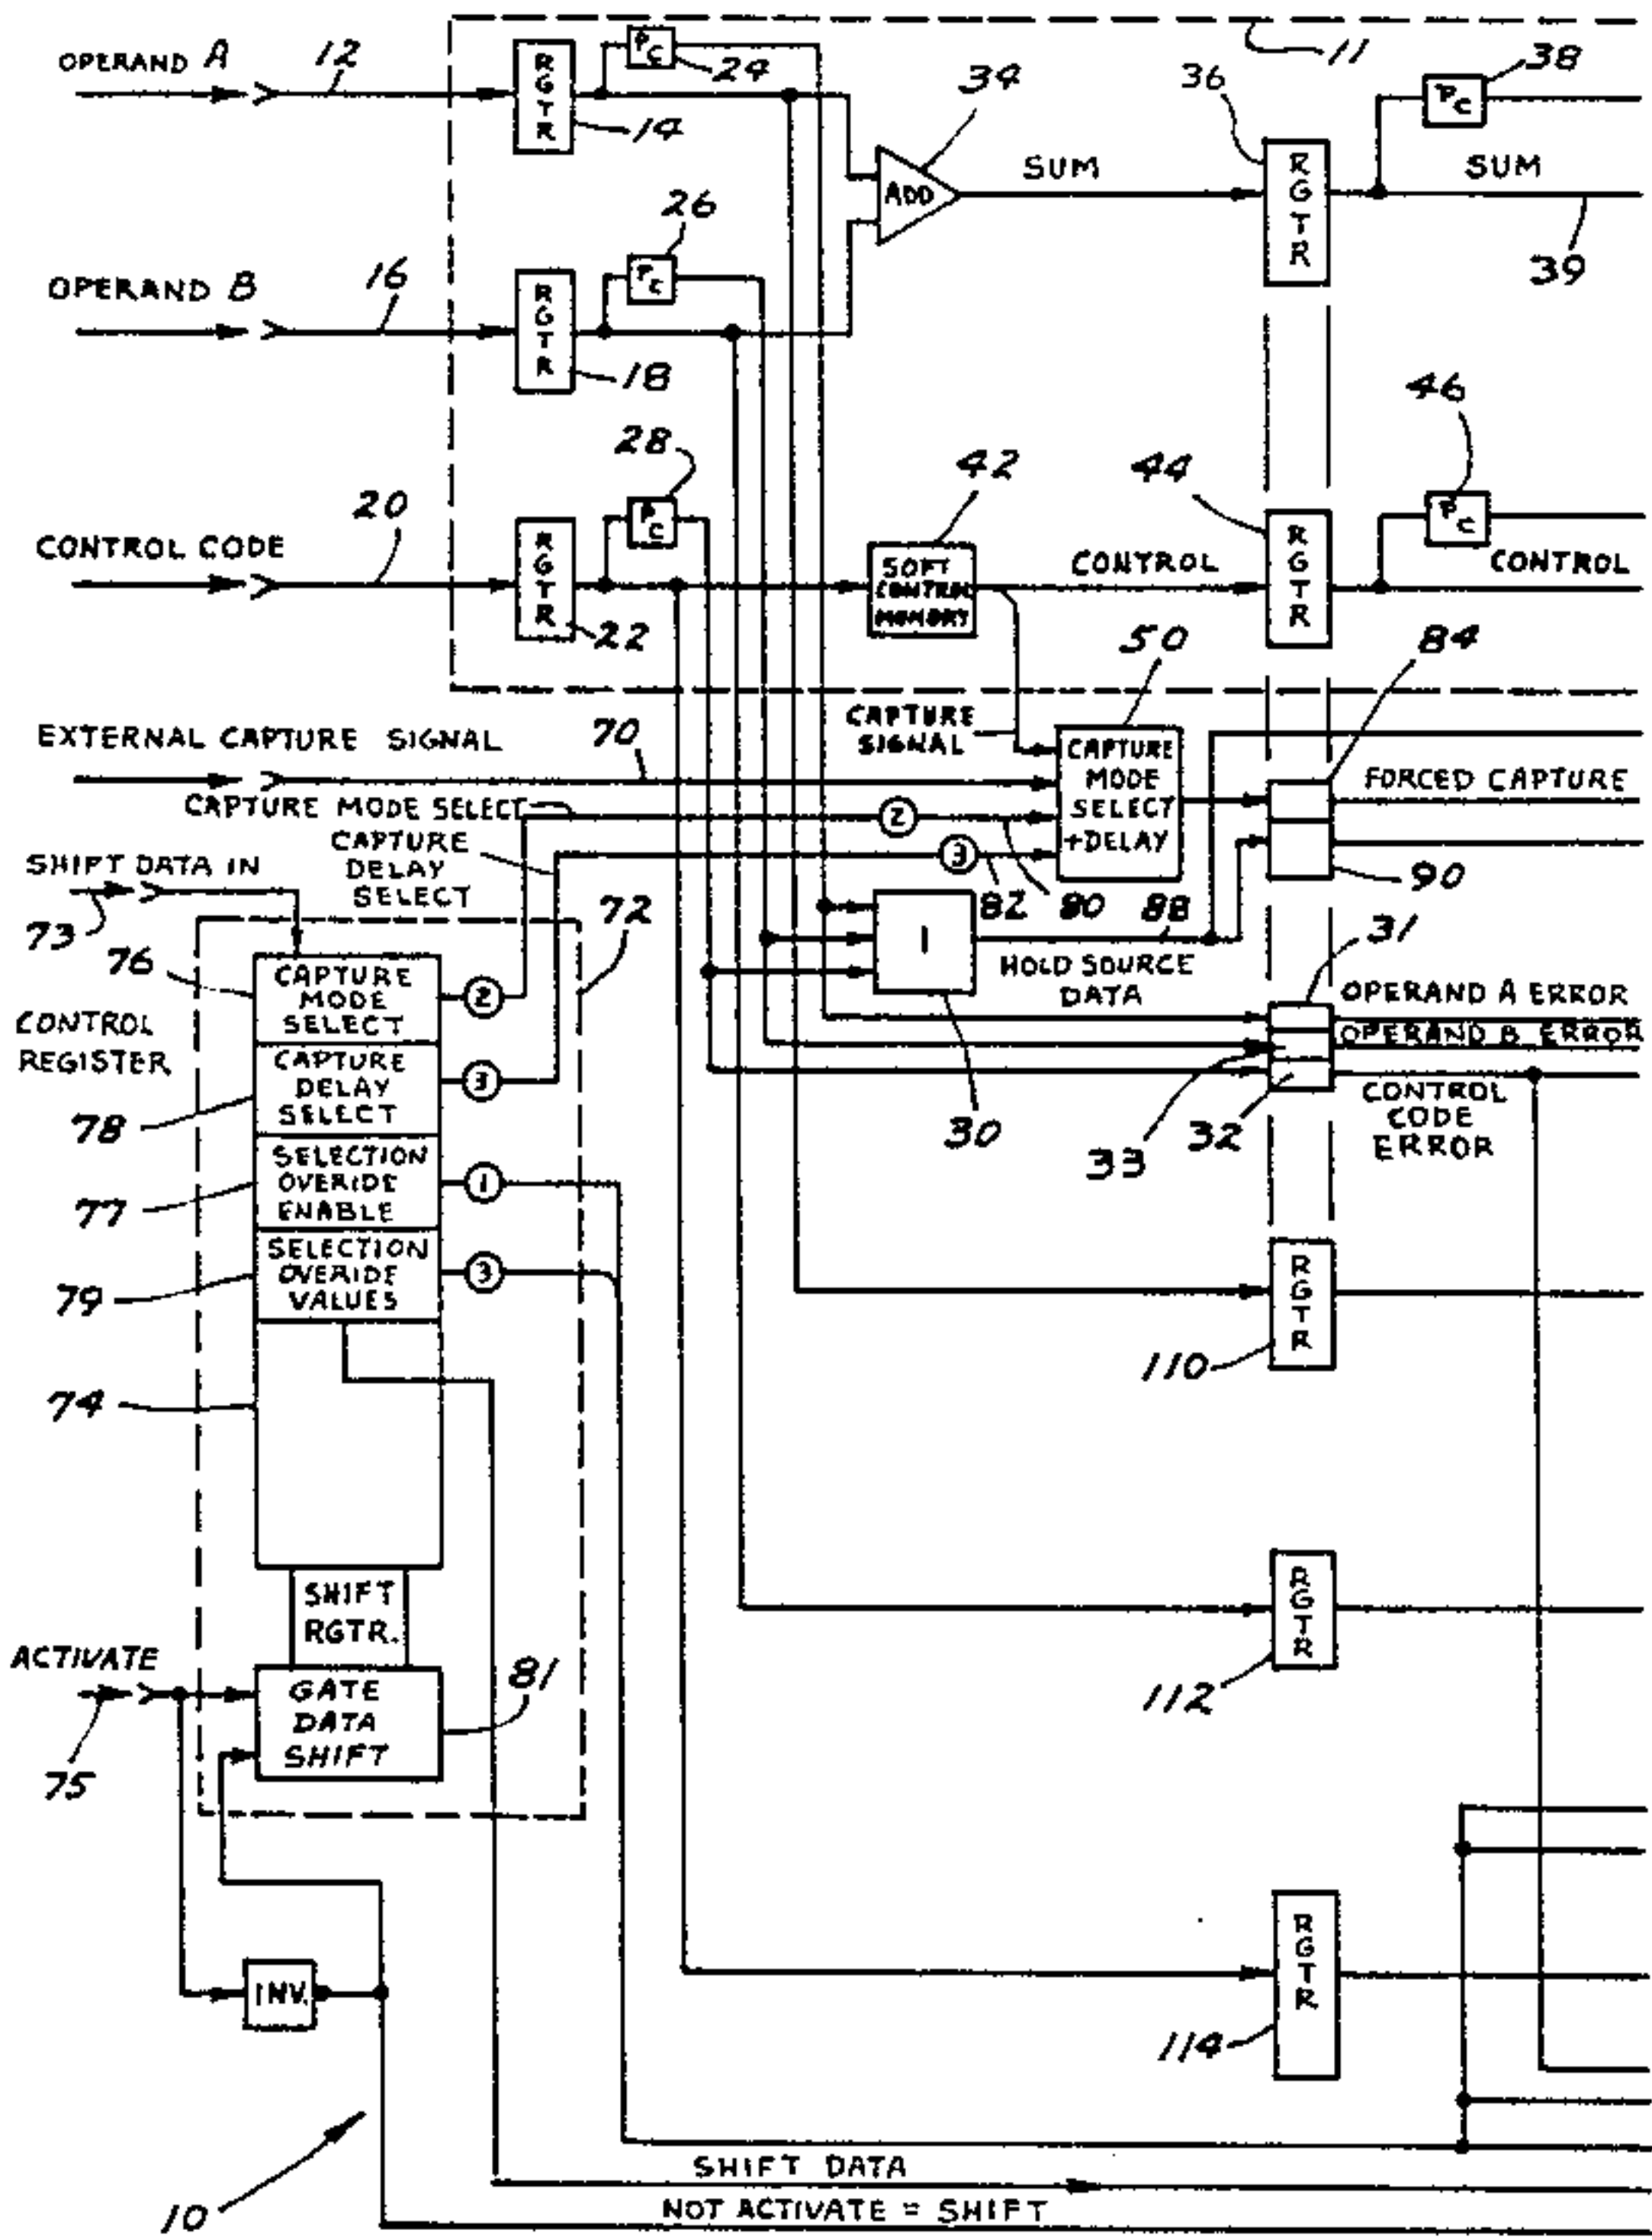 11
OPERAND A
12
RGTR
14
PC
24
34
ADD
SUM
36
RGTR
38
PC
SUM
39
OPERAND B
16
RGTR
18
26
PC
CONTROL CODE
20
RGTR
22
28
PC
42
SOFT
CONTROL
MEMORY
CONTROL
44
RGTR
46
PC
CONTROL
50
84
EXTERNAL CAPTURE SIGNAL
70
CAPTURE
SIGNAL
CAPTURE
MODE
SELECT
+DELAY
FORCED CAPTURE
CAPTURE MODE SELECT
2
CAPTURE
DELAY
SELECT
3
82
80
88
90
SHIFT DATA IN
73
72
1
30
HOLD SOURCE
DATA
31
OPERAND A ERROR
OPERAND B ERROR
33
32
CONTROL
CODE
ERROR
76
CONTROL
REGISTER
CAPTURE
MODE
SELECT
2
78
CAPTURE
DELAY
SELECT
3
77
SELECTION
OVERIDE
ENABLE
1
79
SELECTION
OVERIDE
VALUES
3
74
RGTR
110
SHIFT
RGTR.
RGTR
112
ACTIVATE
75
GATE
DATA
SHIFT
81
INV.
RGTR
114
10
SHIFT DATA
NOT ACTIVATE = SHIFT